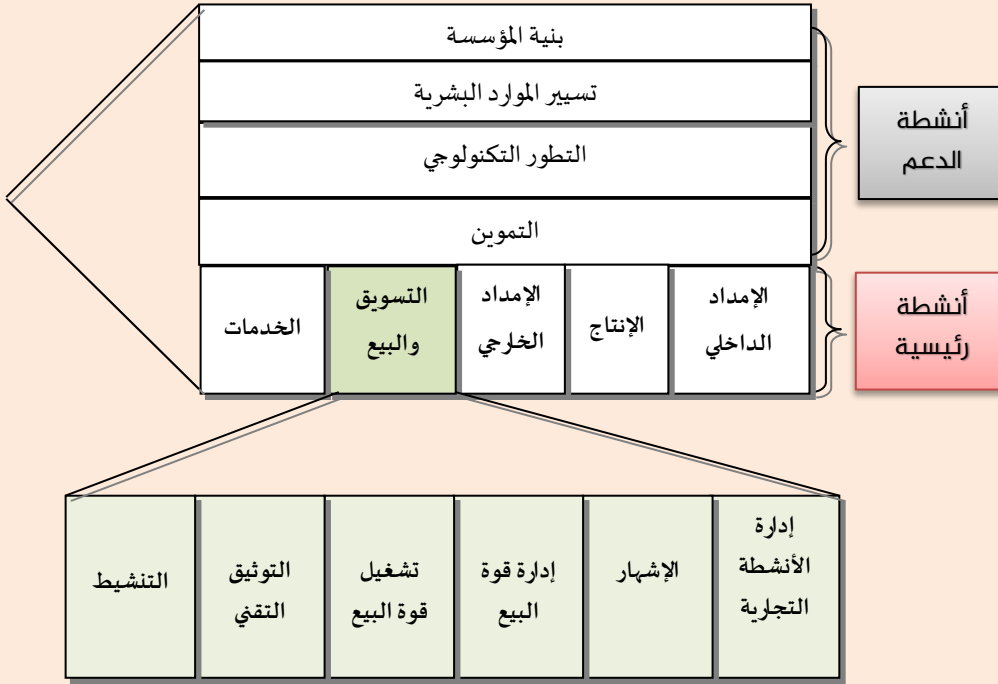 بنية المؤسسة
تسيير الموارد البشرية
التطور التكنولوجي
التموين
أنشطة
الدعم
الإمداد
الداخلي
الإنتاج
الإمداد
الخارجي
التسويق
والبيع
الخدمات
أنشطة
رئيسية
إدارة
الأنشطة
التجارية
الإشهار
إدارة قوة
البيع
تشغيل
قوة البيع
التوثيق
التقني
التنشيط